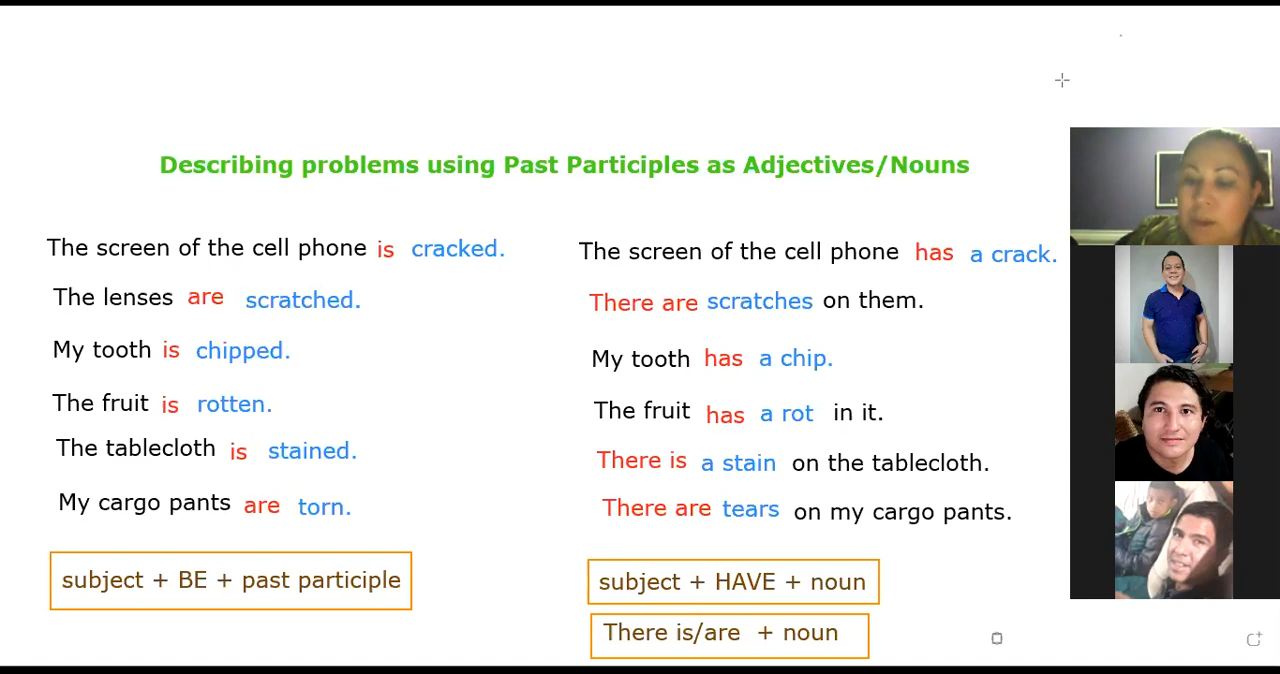 Describing problems using Past Participles as Adjectives/Nouns
The screen of the cell phone is cracked.
The lenses are scratched.
My tooth is chipped.
The fruit is rotten.
The tablecloth is stained.
My cargo pants are torn.
subject + BE + past participle
The screen of the cell phone has a crack.
There are scratches on them.
My tooth has a chip.
The fruit has a rot in it.
There is a stain on the tablecloth.
There are tears on my cargo pants.
subject + HAVE + noun
There is/are + noun